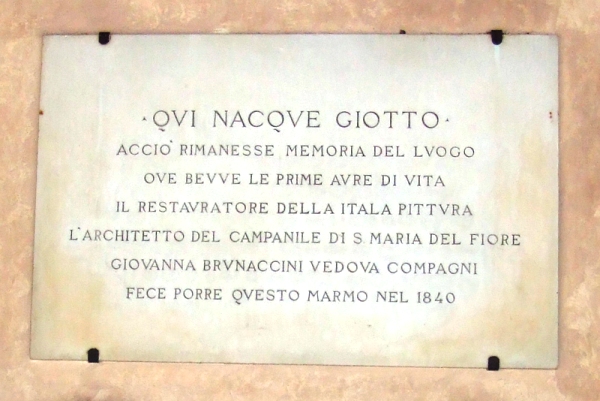 ·QVI NACQVE GIOTTO·
ACCIO' RIMANESSE MEMORIA DEL LVOGO
OVE BEVVE LE PRIME AVRE DI VITA
IL RESTAVRATORE DELLA ITALA PITTVRA
L'ARCHITETTO DEL CAMPANILE DI S. MARIA DEL FIORE
GIOVANNA BRVNACCINI VEDOVA COMPAGNI
FECE PORRE QVESTO MARMO NEL 1840